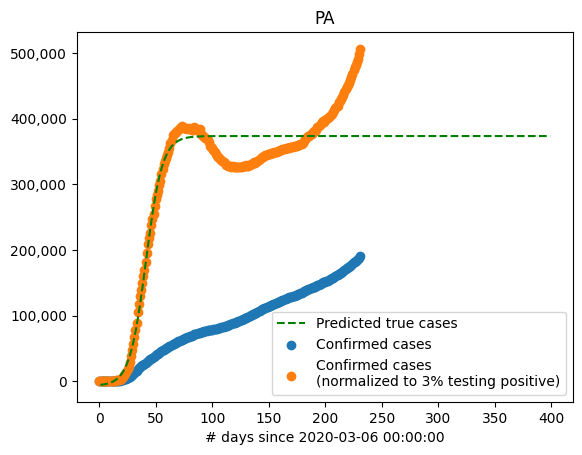 PA
500,000
400,000
300,000
200,000
100,000
0
0 50 100 150 200 250 300 350 400
# days since 2020-03-06 00:00:00
Predicted true cases
Confirmed cases
Confirmed cases
(normalized to 3% testing positive)